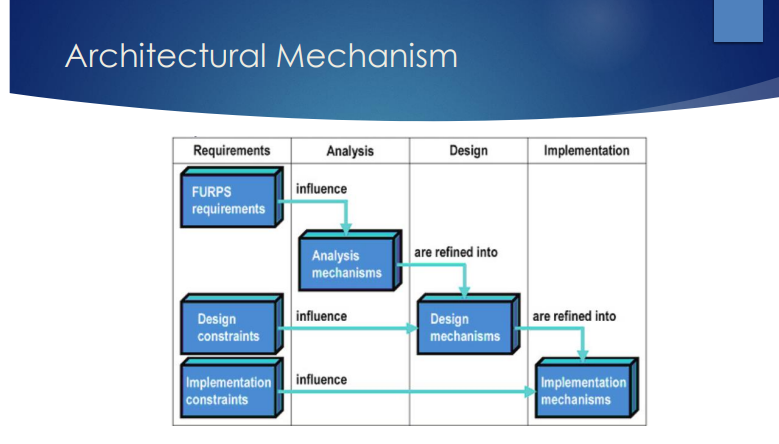 Architectural Mechanism
Requirements
Analysis
Design
Implementation
FURPS
requirements
influence
Analysis
mechanisms
are refined into
Design
constraints
influence
Design
mechanisms
are refined into
Implementation
constraints
influence
Implementation
mechanisms